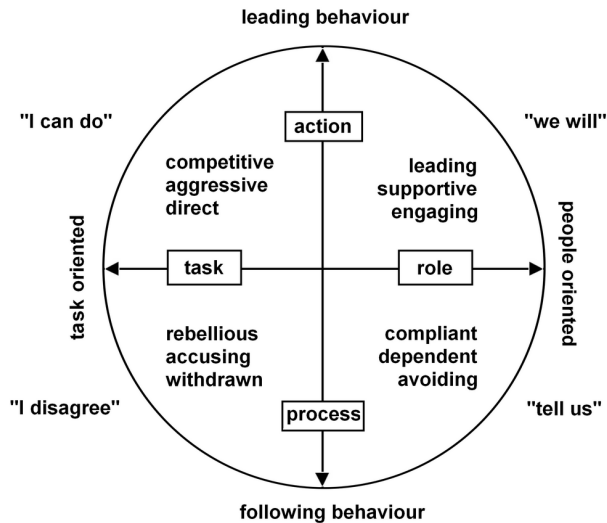 leading behaviour
"I can do"
"we will"
action
competitive
aggressive
direct
leading
supportive
engaging
task oriented
task
role
people oriented
rebellious
accusing
withdrawn
compliant
dependent
avoiding
"I disagree"
process
"tell us"
following behaviour